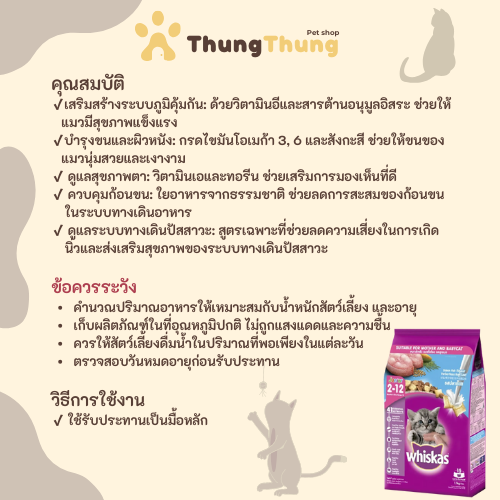 Pet shop
ThungThung
คุณสมบัติ
✓เสริมสร้างระบบภูมิคุ้มกัน: ด้วยวิตามินอีและสารต้านอนุมูลอิสระ ช่วยให้
แมวมีสุขภาพแข็งแรง
✓บำรุงขนและผิวหนัง: กรดไขมันโอเมก้า 3, 6 และสังกะสี ช่วยให้ขนของ
แมวนุ่มสวยและเงางาม
✓ ดูแลสุขภาพตา: วิตามินเอและทอรีน ช่วยเสริมการมองเห็นที่ดี
✓ ควบคุมก้อนขน: ใยอาหารจากธรรมชาติ ช่วยลดการสะสมของก้อนขน
ในระบบทางเดินอาหาร
✓ ดูแลระบบทางเดินปัสสาวะ: สูตรเฉพาะที่ช่วยลดความเสี่ยงในการเกิด
นิ่วและส่งเสริมสุขภาพของระบบทางเดินปัสสาวะ
ข้อควรระวัง
• คำนวณปริมาณอาหารให้เหมาะสมกับน้ำหนักสัตว์เลี้ยง และอายุ
• เก็บผลิตภัณฑ์ในที่อุณหภูมิปกติ ไม่ถูกแสงแดดและความชื้น
• ควรให้สัตว์เลี้ยงดื่มน้ำในปริมาณที่พอเพียงในแต่ละวัน
• ตรวจสอบวันหมดอายุก่อนรับประทาน
วิธีการใช้งาน
✓ ใช้รับประทานเป็นมื้อหลัก
SUITABLE FOR MOTHER AND BABYCAT
2-12
whiskas